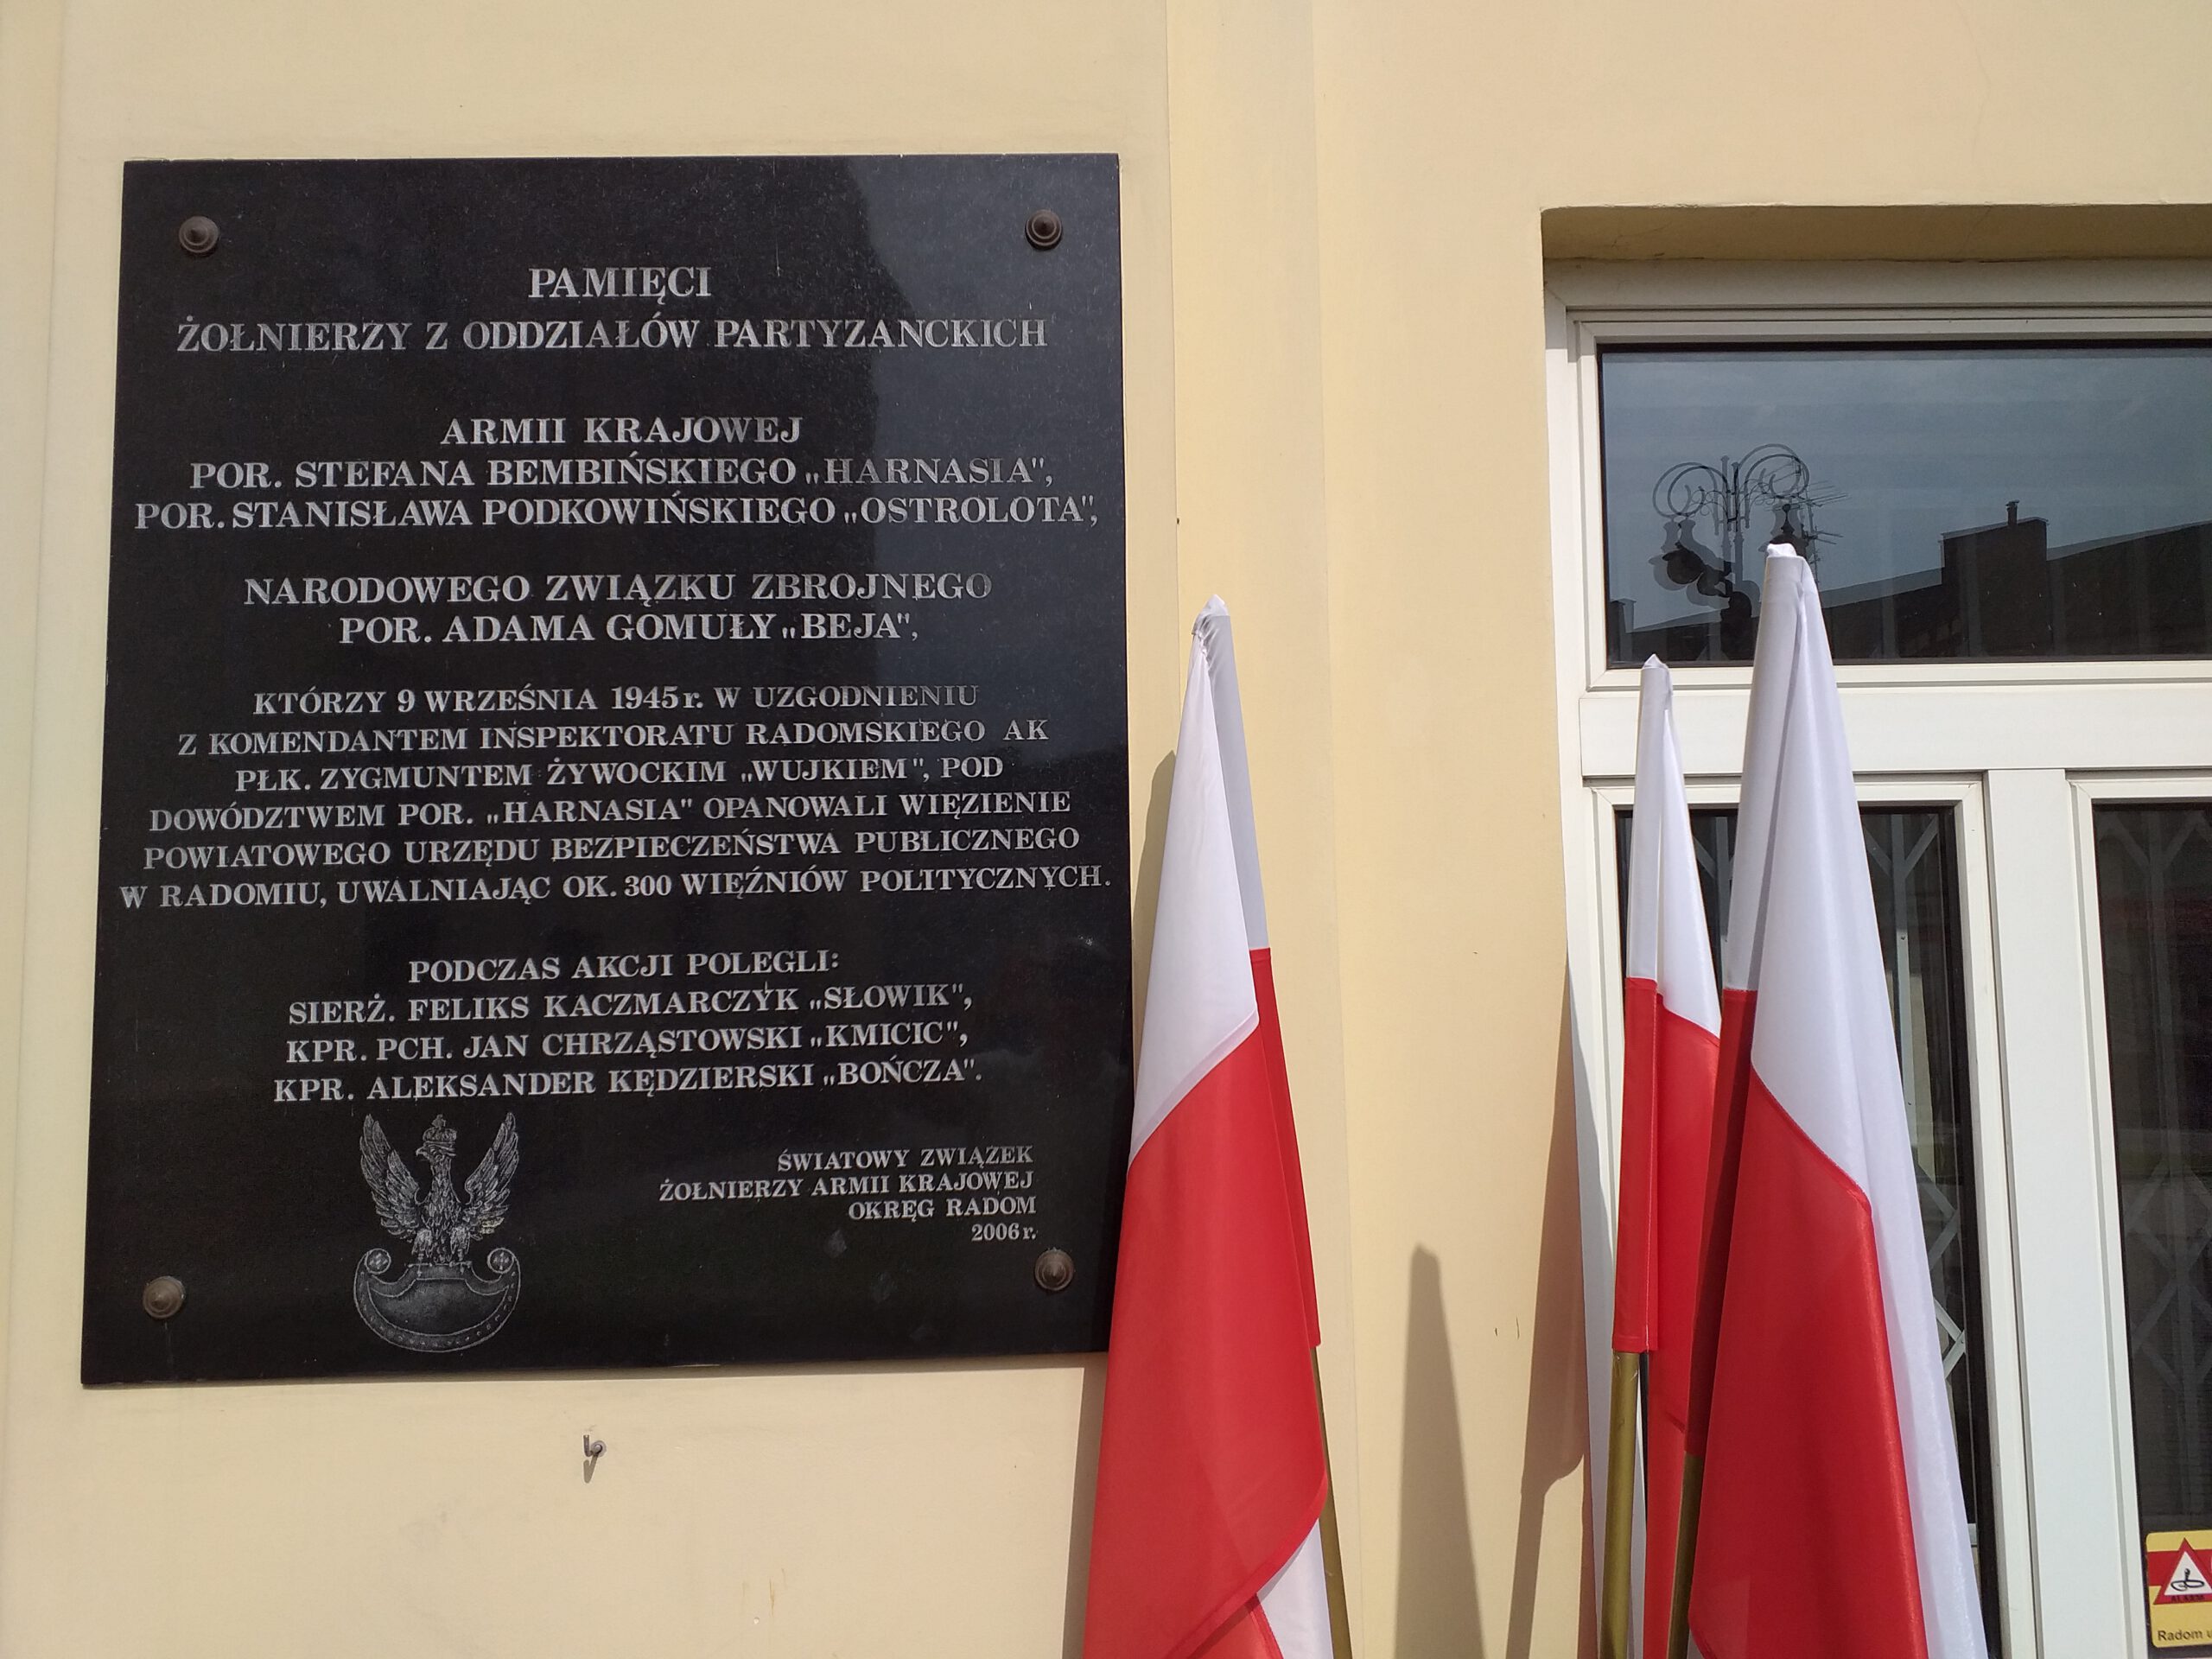 PAMIĘCI
ŻOŁNIERZY Z ODDZIAŁÓW PARTYZANCKICH
ARMII KRAJOWEJ
POR. STEFANA BEMBIŃSKIEGO „HARNASIA",
POR. STANISŁAWA PODKOWIŃSKIEGO „OSTROLOTA",
NARODOWEGO ZWIĄZKU ZBROJNEGO
POR. ADAMA GOMUŁY „BEJA",
KTÓRZY 9 WRZEŚNIA 1945 r. W UZGODNIENIU
Z KOMENDANTEM INSPEKTORATU RADOMSKIEGO AK
PŁK. ZYGMUNTEM ŻYWOCKIM „WUJKIEM", POD
DOWÓDZTWEM POR. „HARNASIA" OPANOWALI WIĘZIENIE
POWIATOWEGO URZĘDU BEZPIECZEŃSTWA PUBLICZNEGO
W RADOMIU, UWALNIAJĄC OK. 300 WIĘŹNIÓW POLITYCZNYCH.
PODCZAS AKCJI POLEGLI:
SIERŻ. FELIKS KACZMARCZYK „SŁOWIK",
KPR. PCH. JAN CHRZĄSTOWSKI „KMICIC",
KPR. ALEKSANDER KĘDZIERSKI „BOŃCZA".
ŚWIATOWY ZWIĄZEK
ŻOŁNIERZY ARMII KRAJOWEJ
OKRĘG RADOM
2006 r.
ALARM
Radom